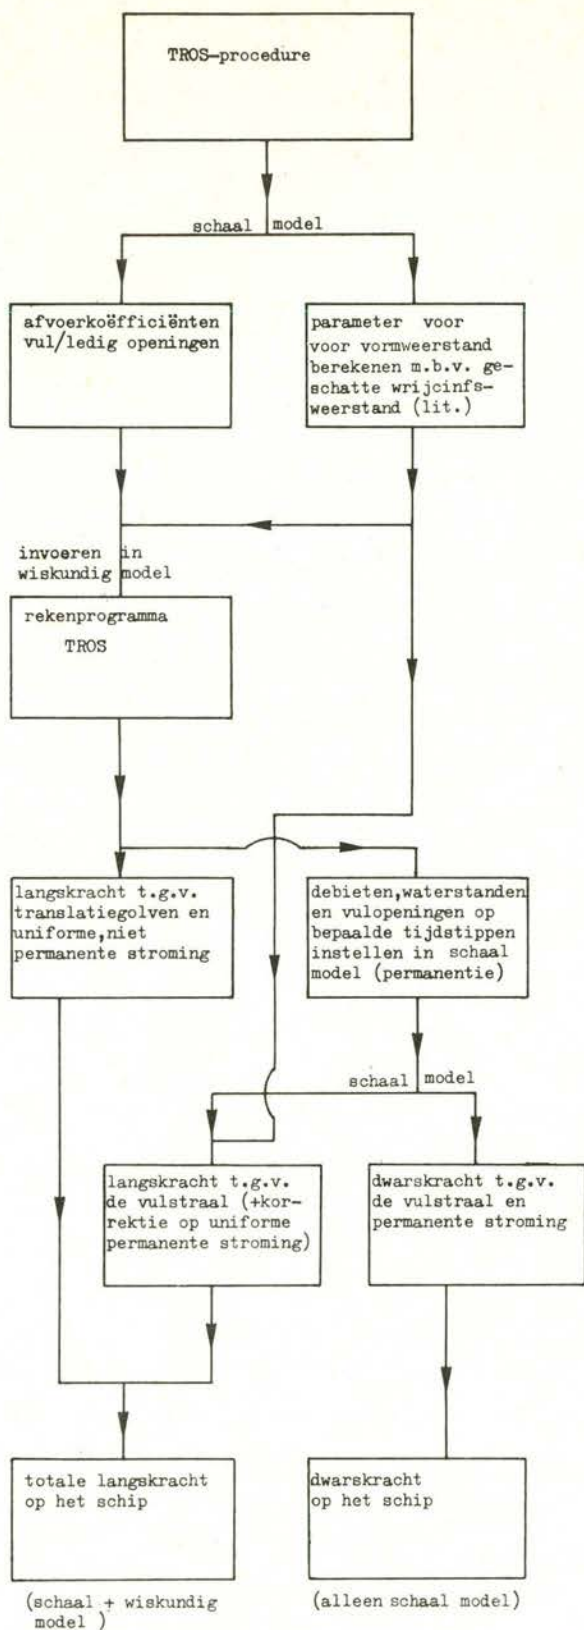 TROS-procedure
schaal model
afvoerkoëfficiënten
vul/ledig openingen
parameter voor
voor vormweerstand
berekenen m.b.v. ge-
schatte wrijcinfs-
weerstand (lit.)
invoeren in
wiskundig model
rekenprogramma
TROS
langskracht t.g.v.
translatiegolven en
uniforme,niet
permanente stroming
debieten,waterstanden
en vulopeningen op
bepaalde tijdstippen
instellen in schaal
model (permanentie)
schaal model
langskracht t.g.v.
de vulstraal (+kor-
rektie op uniforme
permanente stroming)
dwarskracht t.g.v.
de vulstraal en
permanente stroming
totale langskracht
op het schip
dwarskracht
op het schip
(schaal + wiskundig
model )
(alleen schaal model)